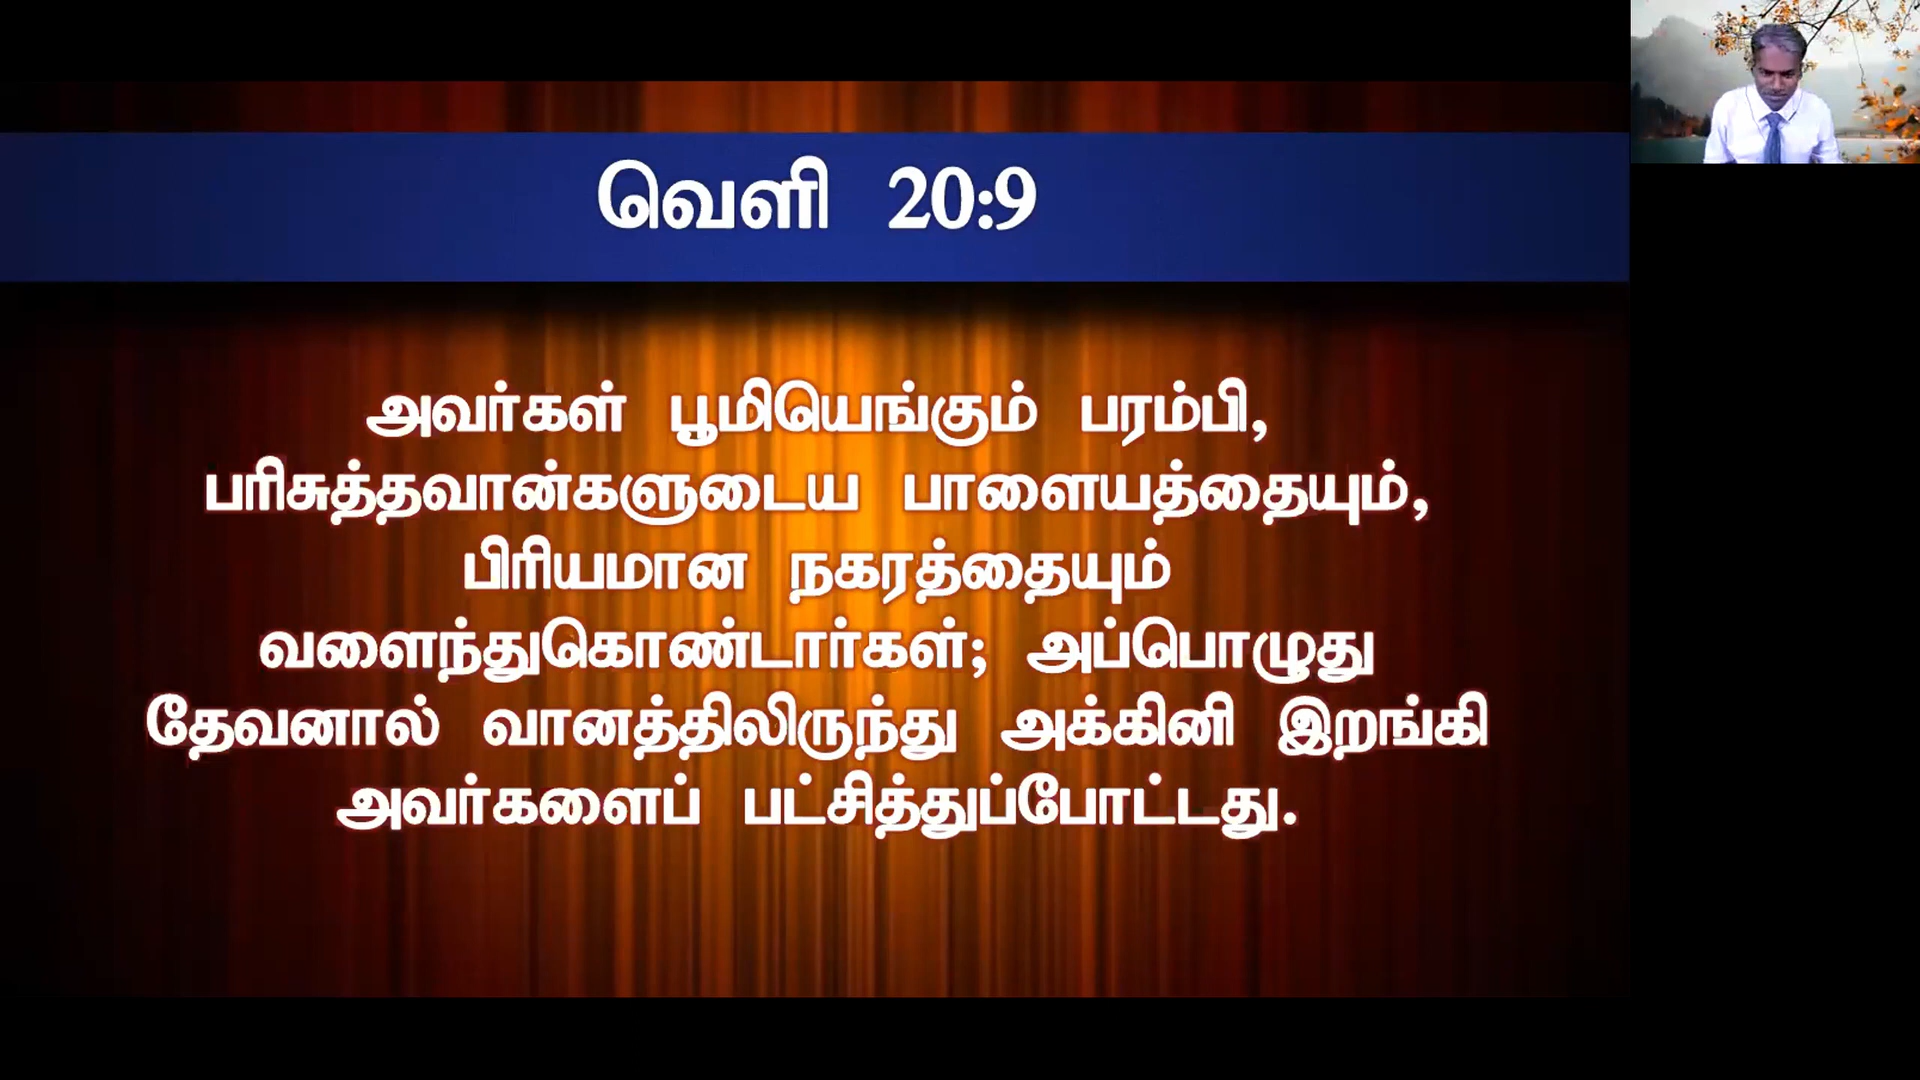 வெளி 20:9
அவர்கள் பூமியெங்கும் பரம்பி,
பரிசுத்தவான்களுடைய பாளையத்தையும்,
பிரியமான நகரத்தையும்
வளைந்துகொண்டார்கள்; அப்பொழுது
தேவனால் வானத்திலிருந்து அக்கினி இறங்கி
அவர்களைப் பட்சித்துப்போட்டது.